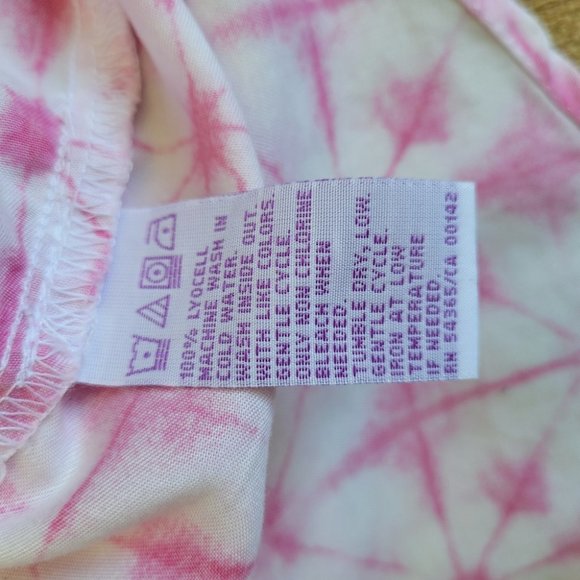 100% LYOCELL
MACHINE WASH IN
COLD WATER.
WASH INSIDE OUT.
WITH LIKE COLORS.
GENTLE CYCLE.
ONLY NON CHLORINE
BLEACH WHEN
NEEDED.
TUMBLE DRY, LOW.
GENTLE CYCLE.
IRON AT LOW
TEMPERATURE
IF NEEDED
RN 54369/CA 00142